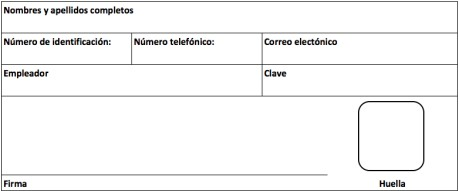 Nombres y apellidos completos
Número de identificación: Número telefónico: Correo electónico
Empleador Clave
Firma Huella